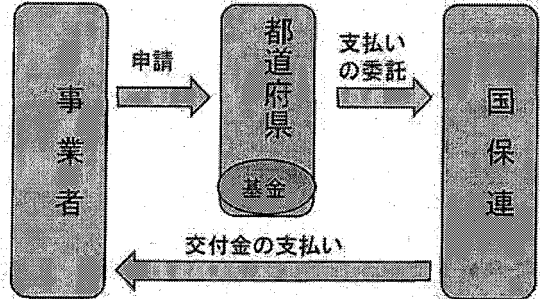 事業者
申請
都道府県
基金
支払い
の委託
国保連
交付金の支払い